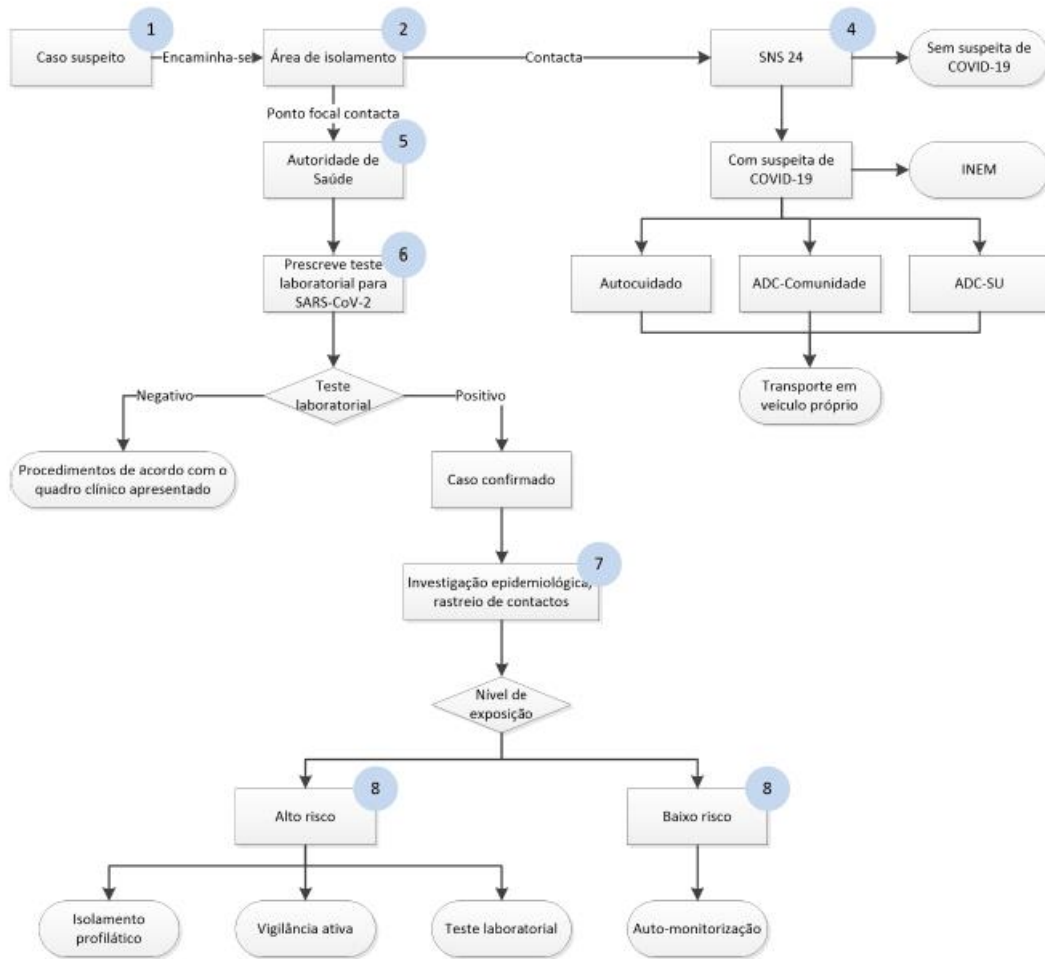 1
Caso suspeito
Encaminha-se
2
Área de isolamento
Contacta
4
SNS 24
Sem suspeita de
COVID-19
Ponto focal contacta
5
Autoridade de
Saúde
Com suspeita de
COVID-19
INEM
6
Prescreve teste
laboratorial para
SARS-CoV-2
Autocuidado
ADC-Comunidade
ADC-SU
Transporte em
veículo próprio
Negativo
Teste
laboratorial
Positivo
Procedimentos de acordo com o
quadro clínico apresentado
Caso confirmado
7
Investigação epidemiológica/
rastreio de contactos
Nível de
exposição
8
Alto risco
8
Baixo risco
Isolamento
profilático
Vigilância ativa
Teste laboratorial
Auto-monitorização